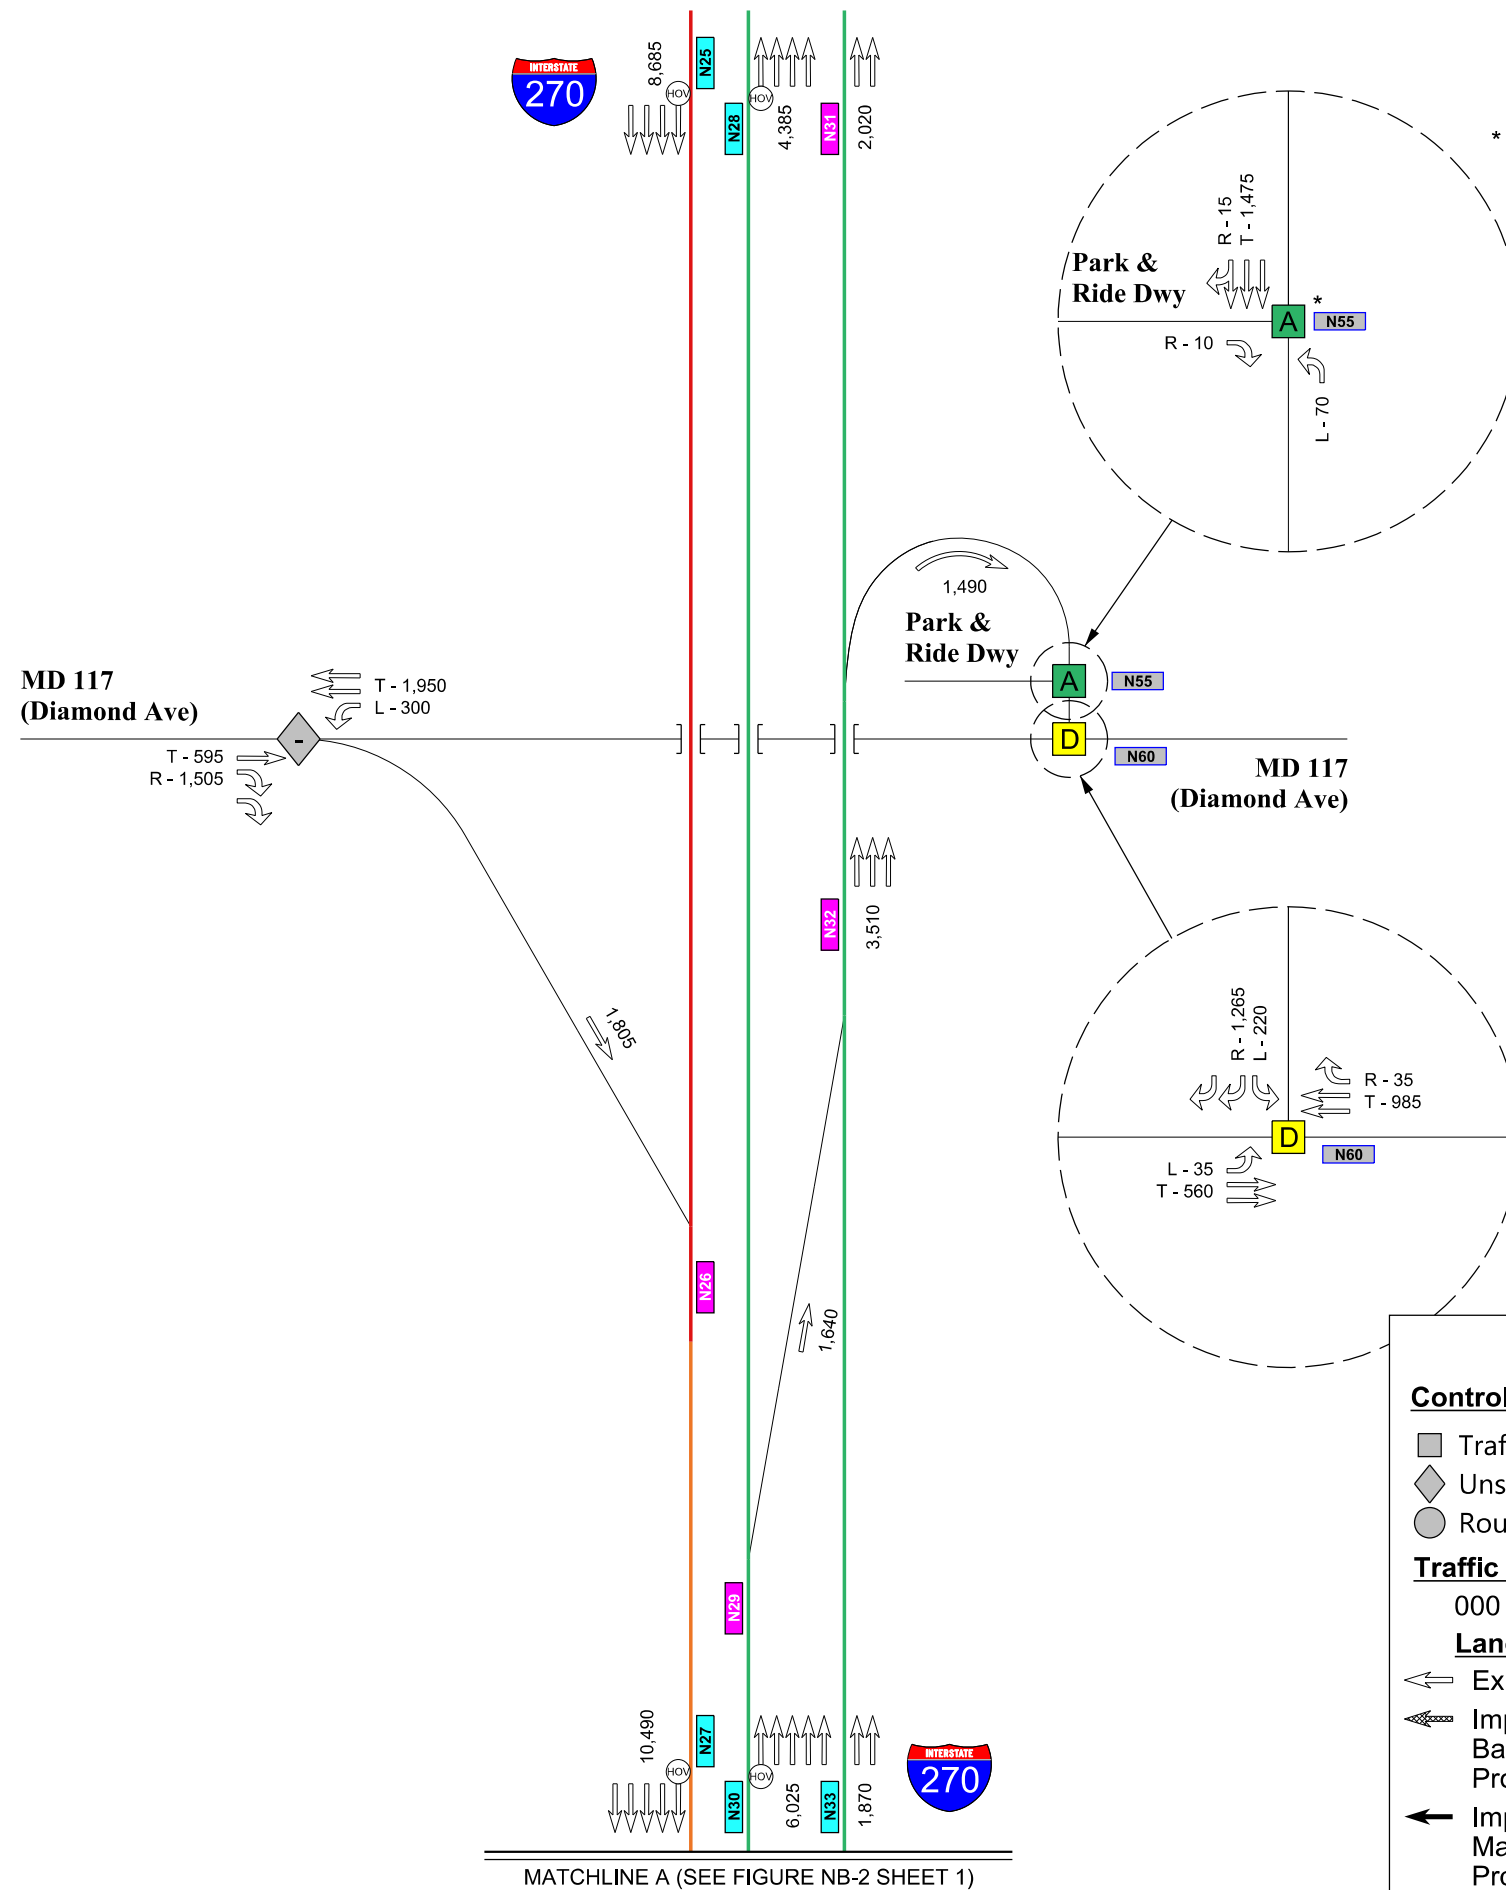 INTERSTATE
270
8,685
HOV
N25
N28
HOV
4,385
N31
2,020
*
R - 15
T - 1,475
Park &
Ride Dwy
A
*
N55
R - 10
L - 70
1,490
Park &
Ride Dwy
A
N55
MD 117
(Diamond Ave)
T - 1,950
L - 300
-
T - 595
R - 1,505
D
N60
MD 117
(Diamond Ave)
N32
3,510
1,805
R - 1,265
L - 220
R - 35
T - 985
D
N60
L - 35
T - 560
N26
1,640
Control
Traf
Uns
Rou
Traffic
000
Lan
Ex
Imp
Ba
Pro
Imp
Ma
Pro
N29
10,490
HOV
N27
N30
HOV
6,025
N33
1,870
INTERSTATE
270
MATCHLINE A (SEE FIGURE NB-2 SHEET 1)